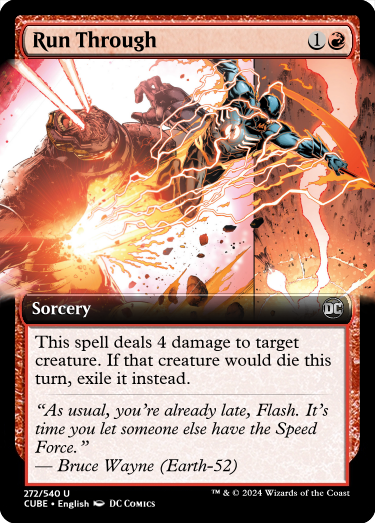 Run Through 1
Sorcery DC
This spell deals 4 damage to target
creature. If that creature would die this
turn, exile it instead.
“As usual, you’re already late, Flash. It’s
time you let someone else have the Speed
Force.”
— Bruce Wayne (Earth-52)
272/540 U ™ & © 2024 Wizards of the Coast
CUBE • English DC COMICS